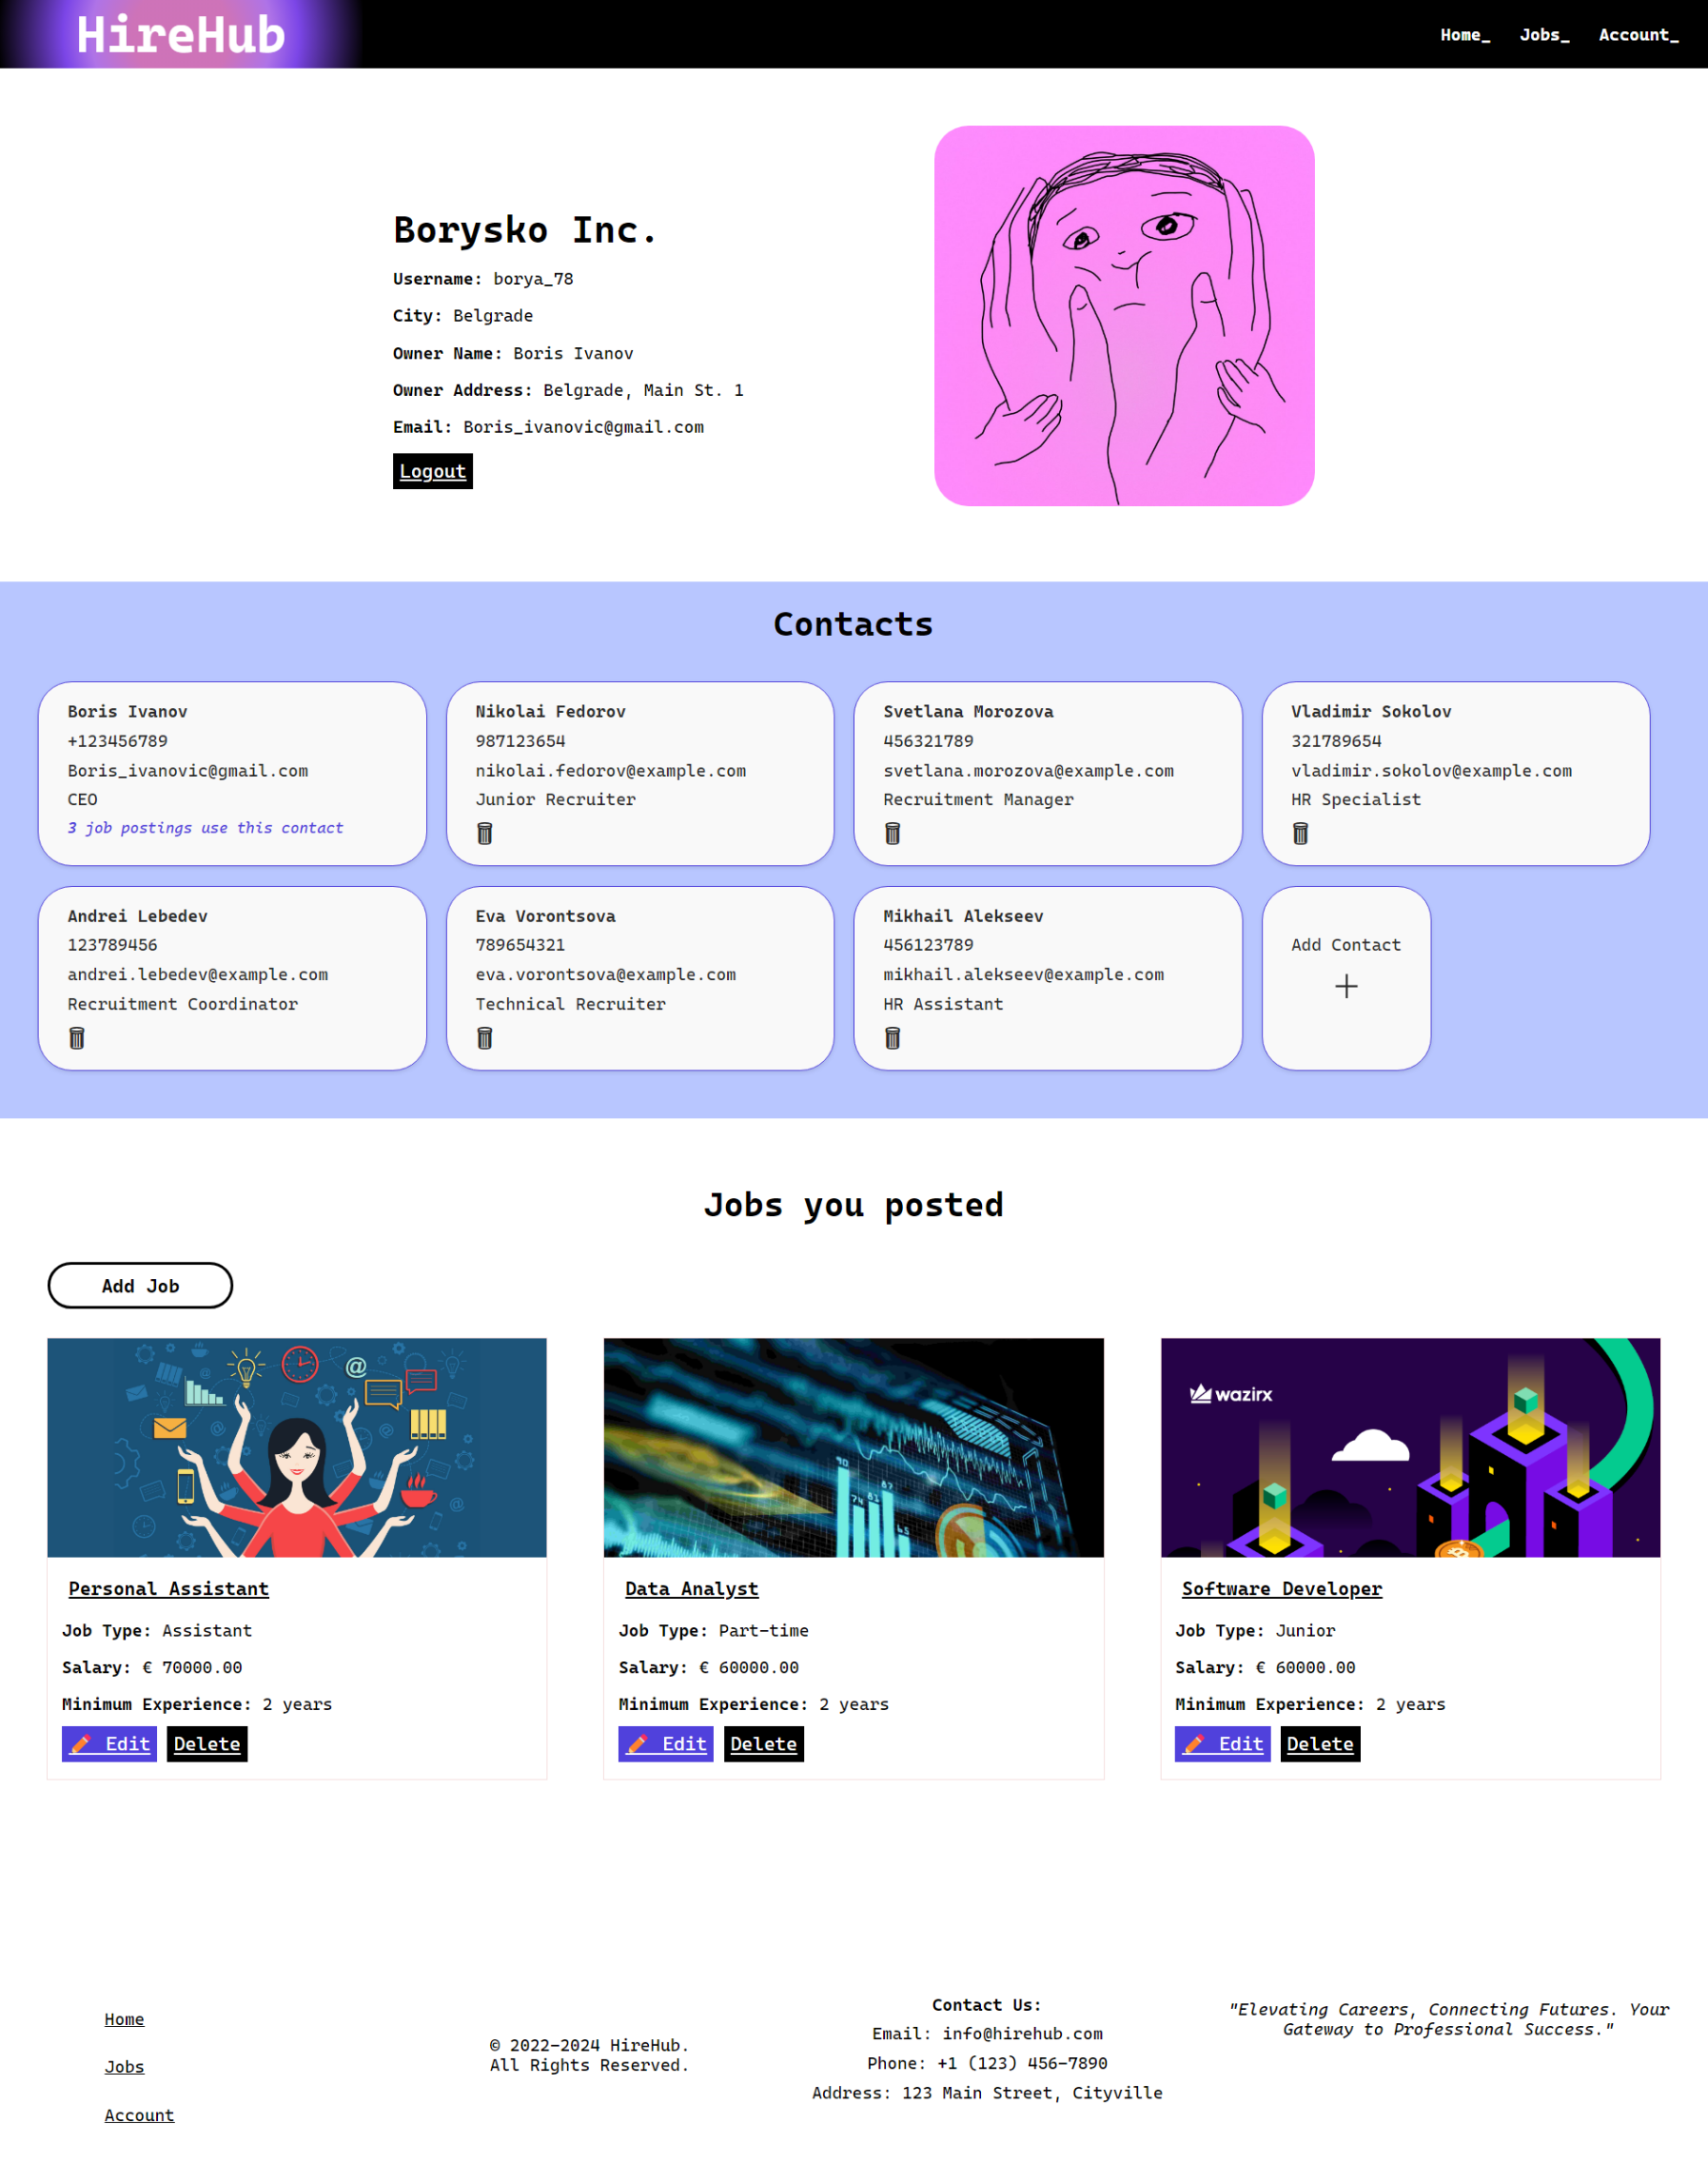 HireHub
Home_ Jobs_ Account_
Borysko Inc.
Username: borya_78
City: Belgrade
Owner Name: Boris Ivanov
Owner Address: Belgrade, Main St. 1
Email: Boris_ivanovic@gmail.com
Logout
Contacts
Boris Ivanov
+123456789
Boris_ivanovic@gmail.com
CEO
3 job postings use this contact
Nikolai Fedorov
987123654
nikolai.fedorov@example.com
Junior Recruiter
Svetlana Morozova
456321789
svetlana.morozova@example.com
Recruitment Manager
Vladimir Sokolov
321789654
vladimir.sokolov@example.com
HR Specialist
Andrei Lebedev
123789456
andrei.lebedev@example.com
Recruitment Coordinator
Eva Vorontsova
789654321
eva.vorontsova@example.com
Technical Recruiter
Mikhail Alekseev
456123789
mikhail.alekseev@example.com
HR Assistant
Add Contact
Jobs you posted
Add Job
Personal Assistant
Job Type: Assistant
Salary: € 70000.00
Minimum Experience: 2 years
Edit Delete
90
74 81 87
65
Data Analyst
Job Type: Part-time
Salary: € 60000.00
Minimum Experience: 2 years
Edit Delete
wazirx
Software Developer
Job Type: Junior
Salary: € 60000.00
Minimum Experience: 2 years
Edit Delete
Home
Jobs
Account
© 2022-2024 HireHub.
All Rights Reserved.
Contact Us:
Email: info@hirehub.com
Phone: +1 (123) 456-7890
Address: 123 Main Street, Cityville
"Elevating Careers, Connecting Futures. Your
Gateway to Professional Success."